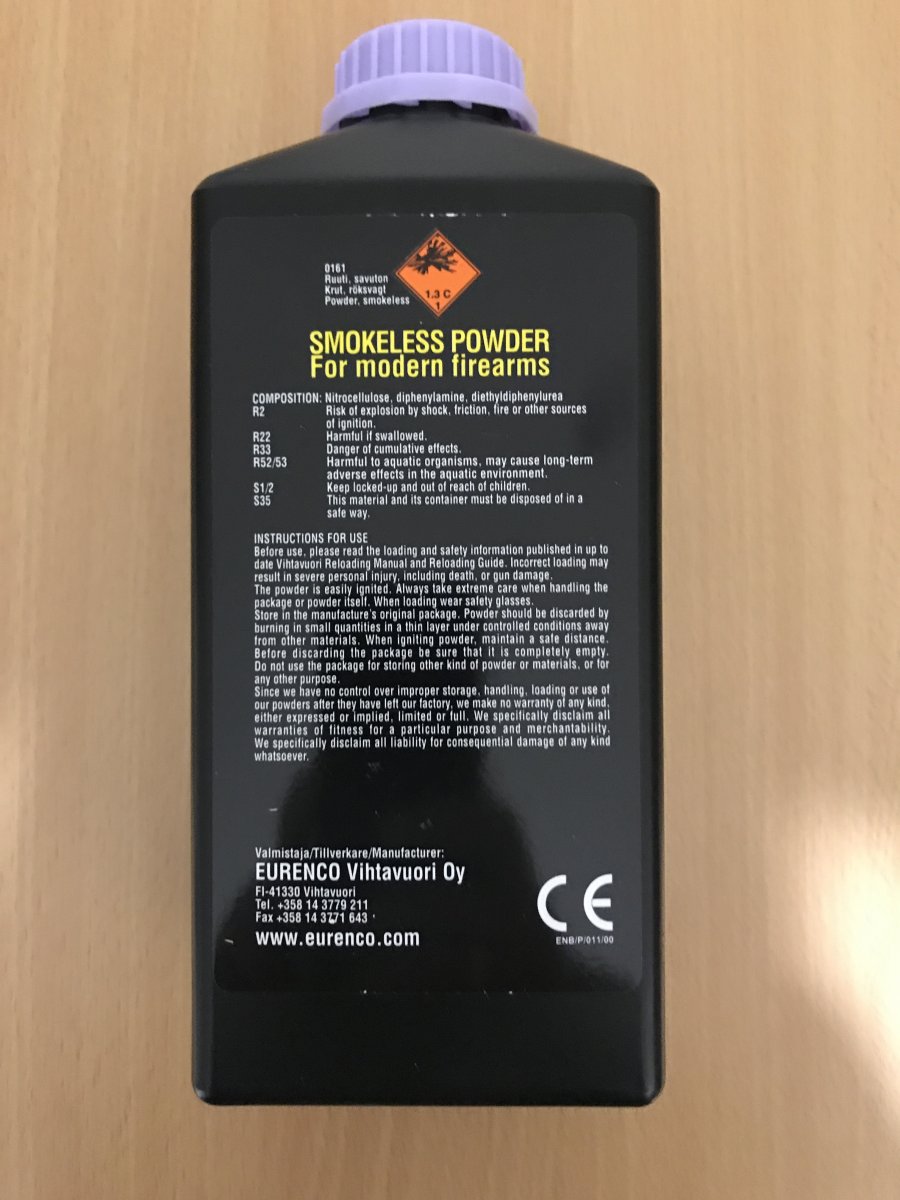 0161
Ruuti, savuton
Krut, röksvagt
Powder, smokeless
1.3 C
1
SMOKELESS POWDER
For modern firearms
COMPOSITION: Nitrocellulose, diphenylamine, diethyldiphenylurea
R2 Risk of explosion by shock, friction, fire or other sources
of ignition.
R22 Harmful if swallowed.
R33 Danger of cumulative effects.
R52/53 Harmful to aquatic organisms, may cause long-term
adverse effects in the aquatic environment.
S1/2 Keep locked-up and out of reach of children.
S35 This material and its container must be disposed of in a
safe way.
INSTRUCTIONS FOR USE
Before use, please read the loading and safety information published in up to
date Vihtavuori Reloading Manual and Reloading Guide. Incorrect loading may
result in severe personal injury, including death, or gun damage.
The powder is easily ignited. Always take extreme care when handling the
package or powder itself. When loading wear safety glasses.
Store in the manufacture's original package. Powder should be discarded by
burning in small quantities in a thin layer under controlled conditions away
from other materials. When igniting powder, maintain a safe distance.
Before discarding the package be sure that it is completely empty.
Do not use the package for storing other kind of powder or materials, or for
any other purpose.
Since we have no control over improper storage, handling, loading or use of
our powders after they have left our factory, we make no warranty of any kind,
either expressed or implied, limited or full. We specifically disclaim all
warranties of fitness for a particular purpose and merchantability.
We specifically disclaim all liability for consequential damage of any kind
whatsoever.
Valmistaja/Tillverkare/Manufacturer:
EURENCO Vihtavuori Oy
FI-41330 Vihtavuori
Tel. +358 14 3779 211
Fax +358 14 3771 643
www.eurenco.com
CE
ENB/P/011/00